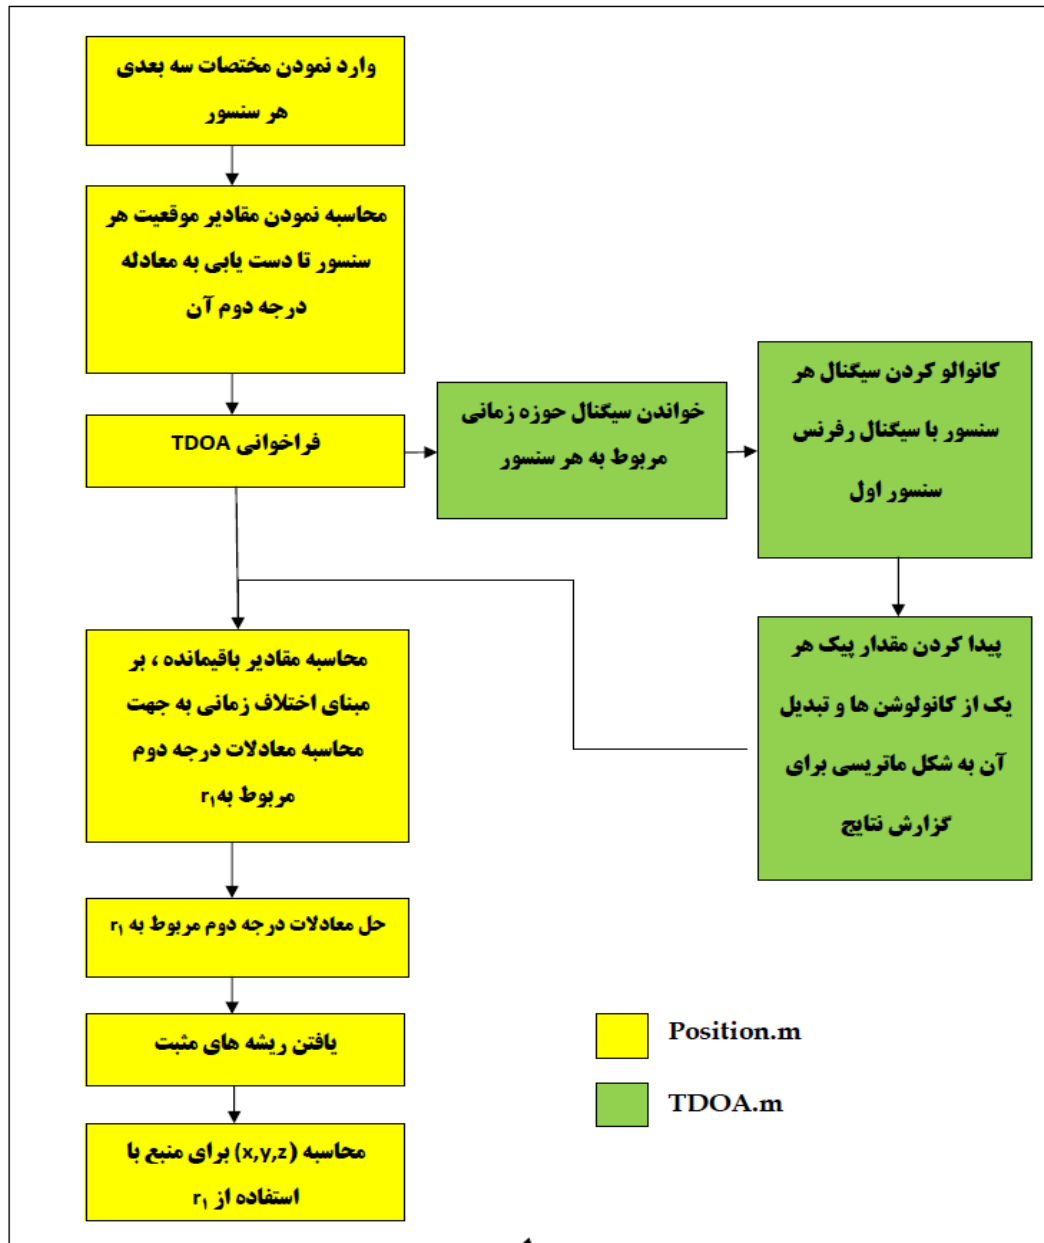 وارد نمودن مختصات سه بعدی
هر سنسور
محاسبه نمودن مقادیر موقعیت هر
سنسور تا دست یابی به معادله
درجه دوم آن
فراخوانی TDOA
خواندن سیگنال حوزه زمانی
مربوط به هر سنسور
کانوالو کردن سیگنال هر
سنسور با سیگنال رفرنس
سنسور اول
پیدا کردن مقدار پیک هر
یک از کانولوشن ها و تبدیل
آن به شکل ماتریسی برای
گزارش نتایج
محاسبه مقادیر باقیمانده ، بر
مبنای اختلاف زمانی به جهت
محاسبه معادلات درجه دوم
مربوط به r۱
حل معادلات درجه دوم مربوط به r۱
یافتن ریشه های مثبت
محاسبه (x,y,z) برای منبع با
استفاده از r۱
Position.m
TDOA.m